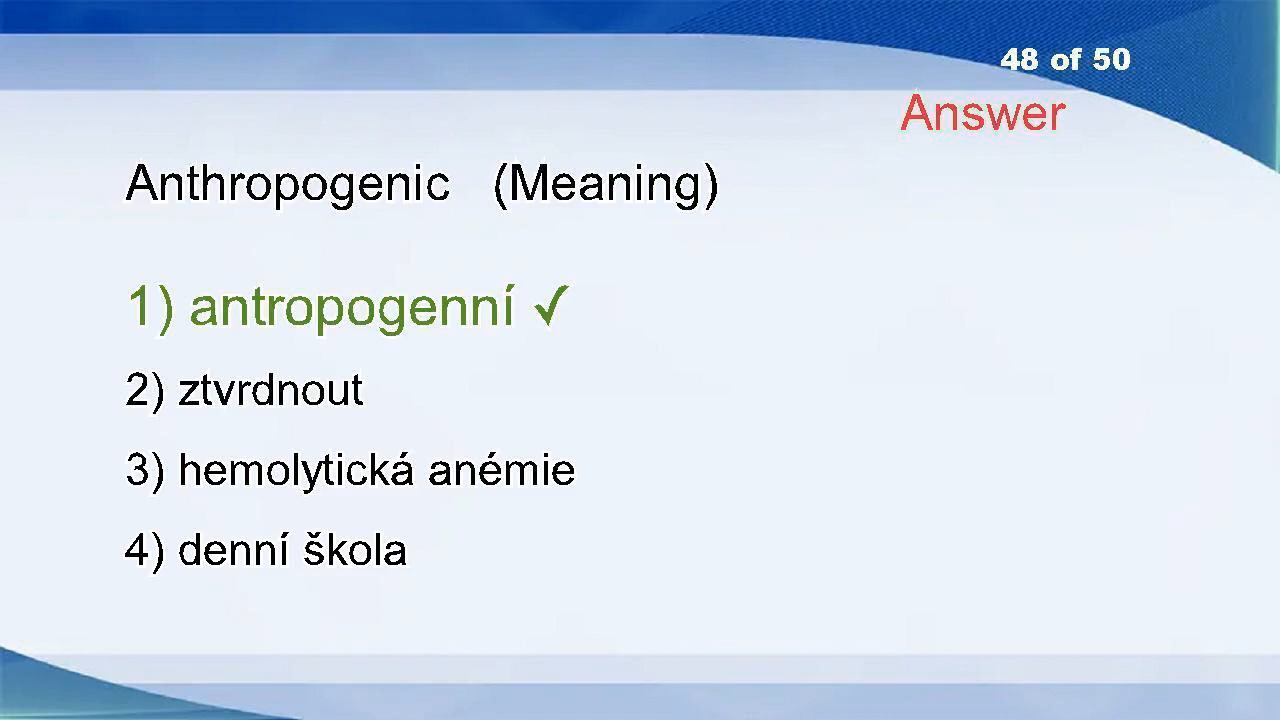 48 of 50
Answer
Anthropogenic (Meaning)
1) antropogenní ✓
2) ztvrdnout
3) hemolytická anémie
4) denní škola